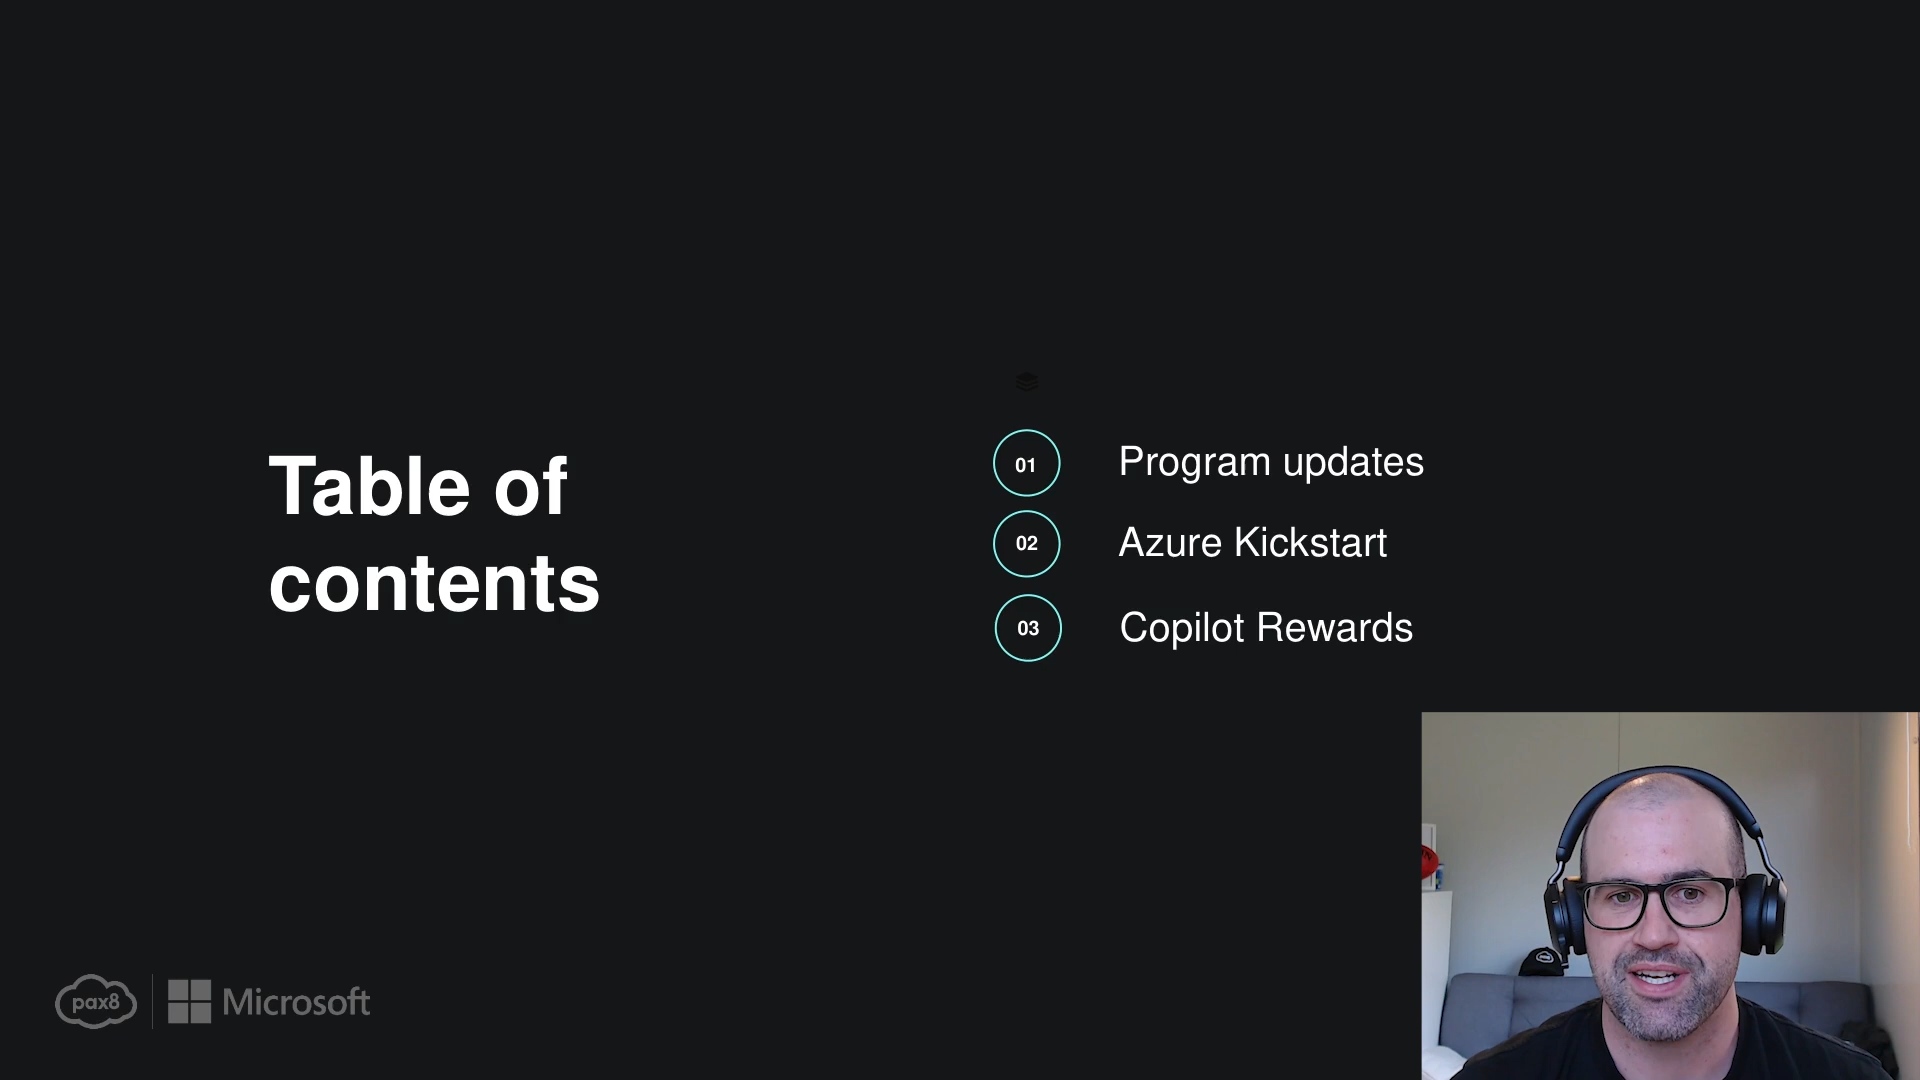 Table of
contents
01
Program updates
02
Azure Kickstart
03
Copilot Rewards
pax8
Microsoft